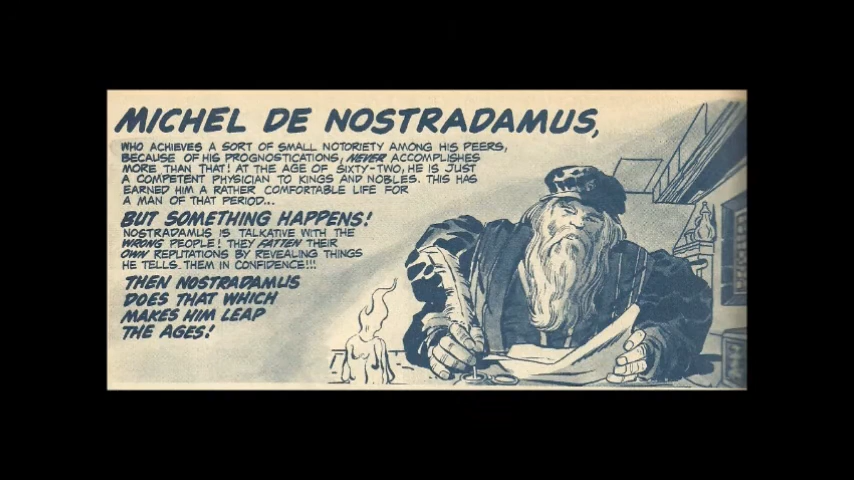 MICHEL DE NOSTRADAMUS,
WHO ACHIEVES A SORT OF SMALL NOTORIETY AMONG HIS PEERS,
BECAUSE OF HIS PROGNOSTICATIONS, NEVER ACCOMPLISHES
MORE THAN THAT! AT THE AGE OF SIXTY-TWO, HE IS JUST
A COMPETENT PHYSICIAN TO KINGS AND NOBLES. THIS HAS
EARNED HIM A RATHER COMFORTABLE LIFE FOR
A MAN OF THAT PERIOD...
BUT SOMETHING HAPPENS!
NOSTRADAMUS IS TALKATIVE WITH THE
WRONG PEOPLE! THEY FATTEN THEIR
OWN REPUTATIONS BY REVEALING THINGS
HE TELLS THEM IN CONFIDENCE!!!
THEN NOSTRADAMUS
DOES THAT WHICH
MAKES HIM LEAP
THE AGES!